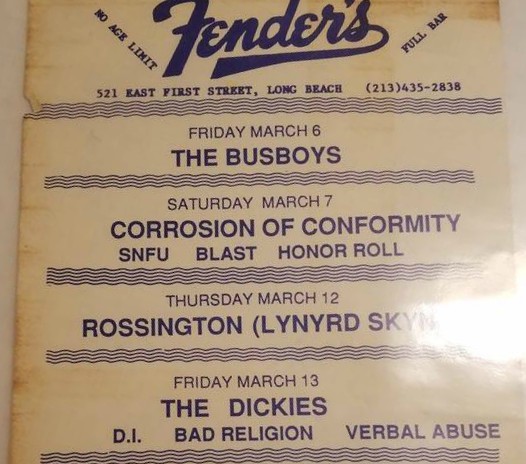 Fender's
NO AGE LIMIT
FULL BAR
521 EAST FIRST STREET, LONG BEACH (213)435-2838
FRIDAY MARCH 6
THE BUSBOYS
SATURDAY MARCH 7
CORROSION OF CONFORMITY
SNFU BLAST HONOR ROLL
THURSDAY MARCH 12
ROSSINGTON (LYNYRD
FRIDAY MARCH 13
THE DICKIES
D.I. BAD RELIGION VERBAL ABUSE